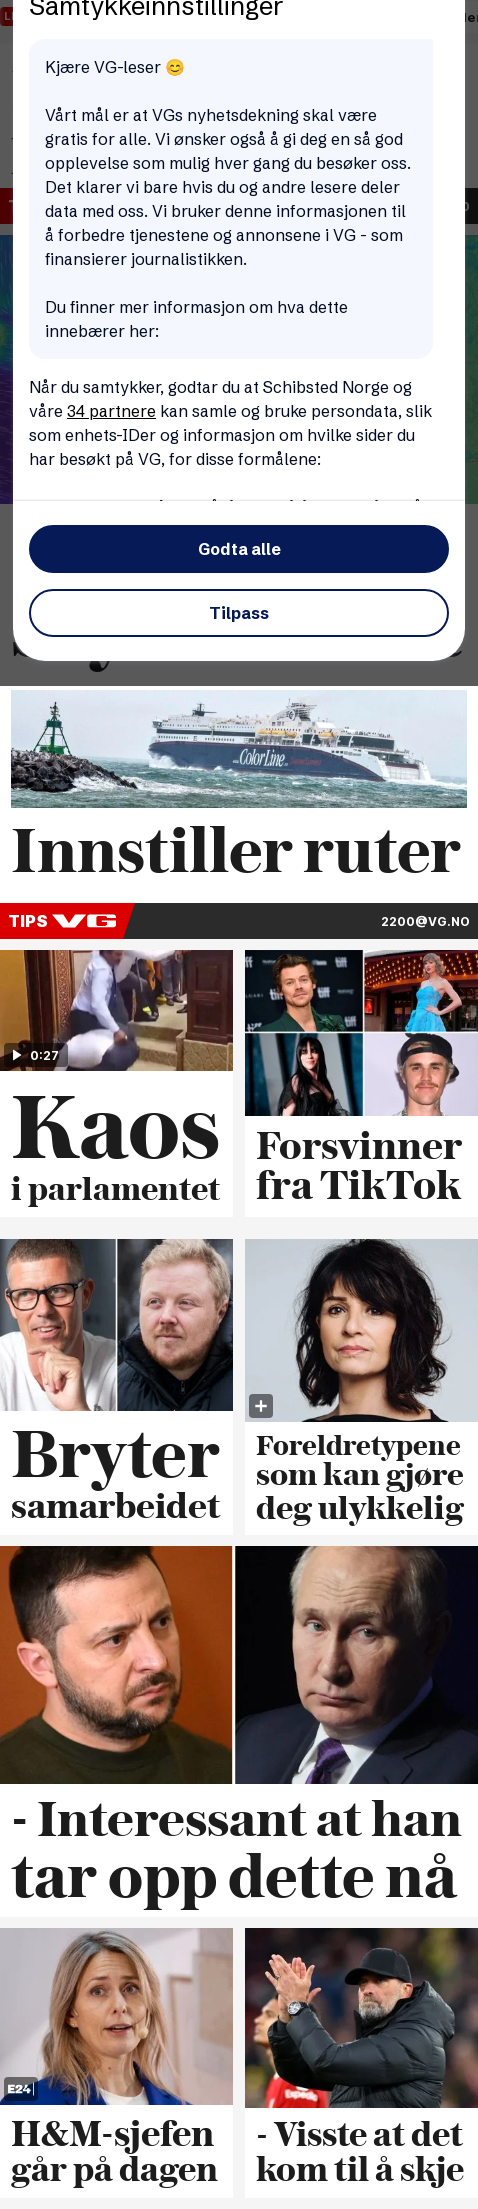 Samtykkeinnstillinger
Kjære VG-leser 😊
Vårt mål er at VGs nyhetsdekning skal være
gratis for alle. Vi ønsker også å gi deg en så god
opplevelse som mulig hver gang du besøker oss.
Det klarer vi bare hvis du og andre lesere deler
data med oss. Vi bruker denne informasjonen til
å forbedre tjenestene og annonsene i VG - som
finansierer journalistikken.
Du finner mer informasjon om hva dette
innebærer her:
Når du samtykker, godtar du at Schibsted Norge og
våre 34 partnere kan samle og bruke persondata, slik
som enhets-IDer og informasjon om hvilke sider du
har besøkt på VG, for disse formålene:
Godta alle
Tilpass
ColorLine
Innstiller ruter
TIPS VG 2200@VG.NO
0:27
Kaos
i parlamentet
Forsvinner
fra TikTok
Bryter
samarbeidet
Foreldretypene
som kan gjøre
deg ulykkelig
- Interessant at han
tar opp dette nå
E24
H&M-sjefen
går på dagen
- Visste at det
kom til å skje